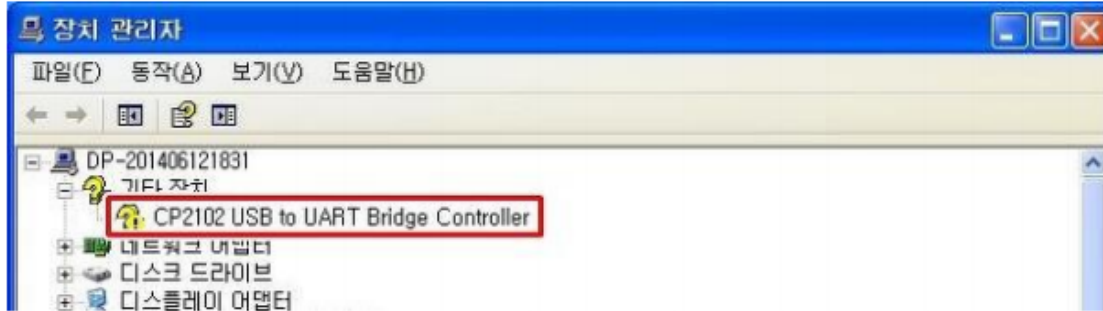 장치 관리자
파일(F) 동작(A) 보기(V) 도움말(H)
DP-201406121831
기타 장치
CP2102 USB to UART Bridge Controller
네트워크 어댑터
디스크 드라이브
디스플레이 어댑터